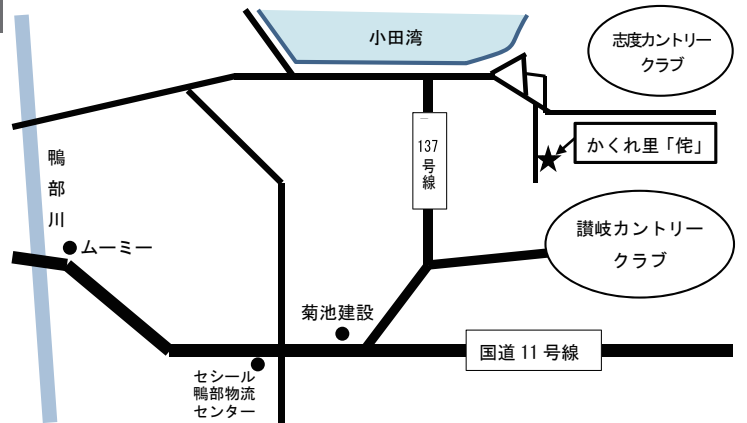 小田湾
志度カントリー
クラブ
137
号
線
かくれ里「侘」
鴨
部
川
ムーミー
讃岐カントリー
クラブ
菊池建設
国道 11 号線
セシール
鴨部物流
センター